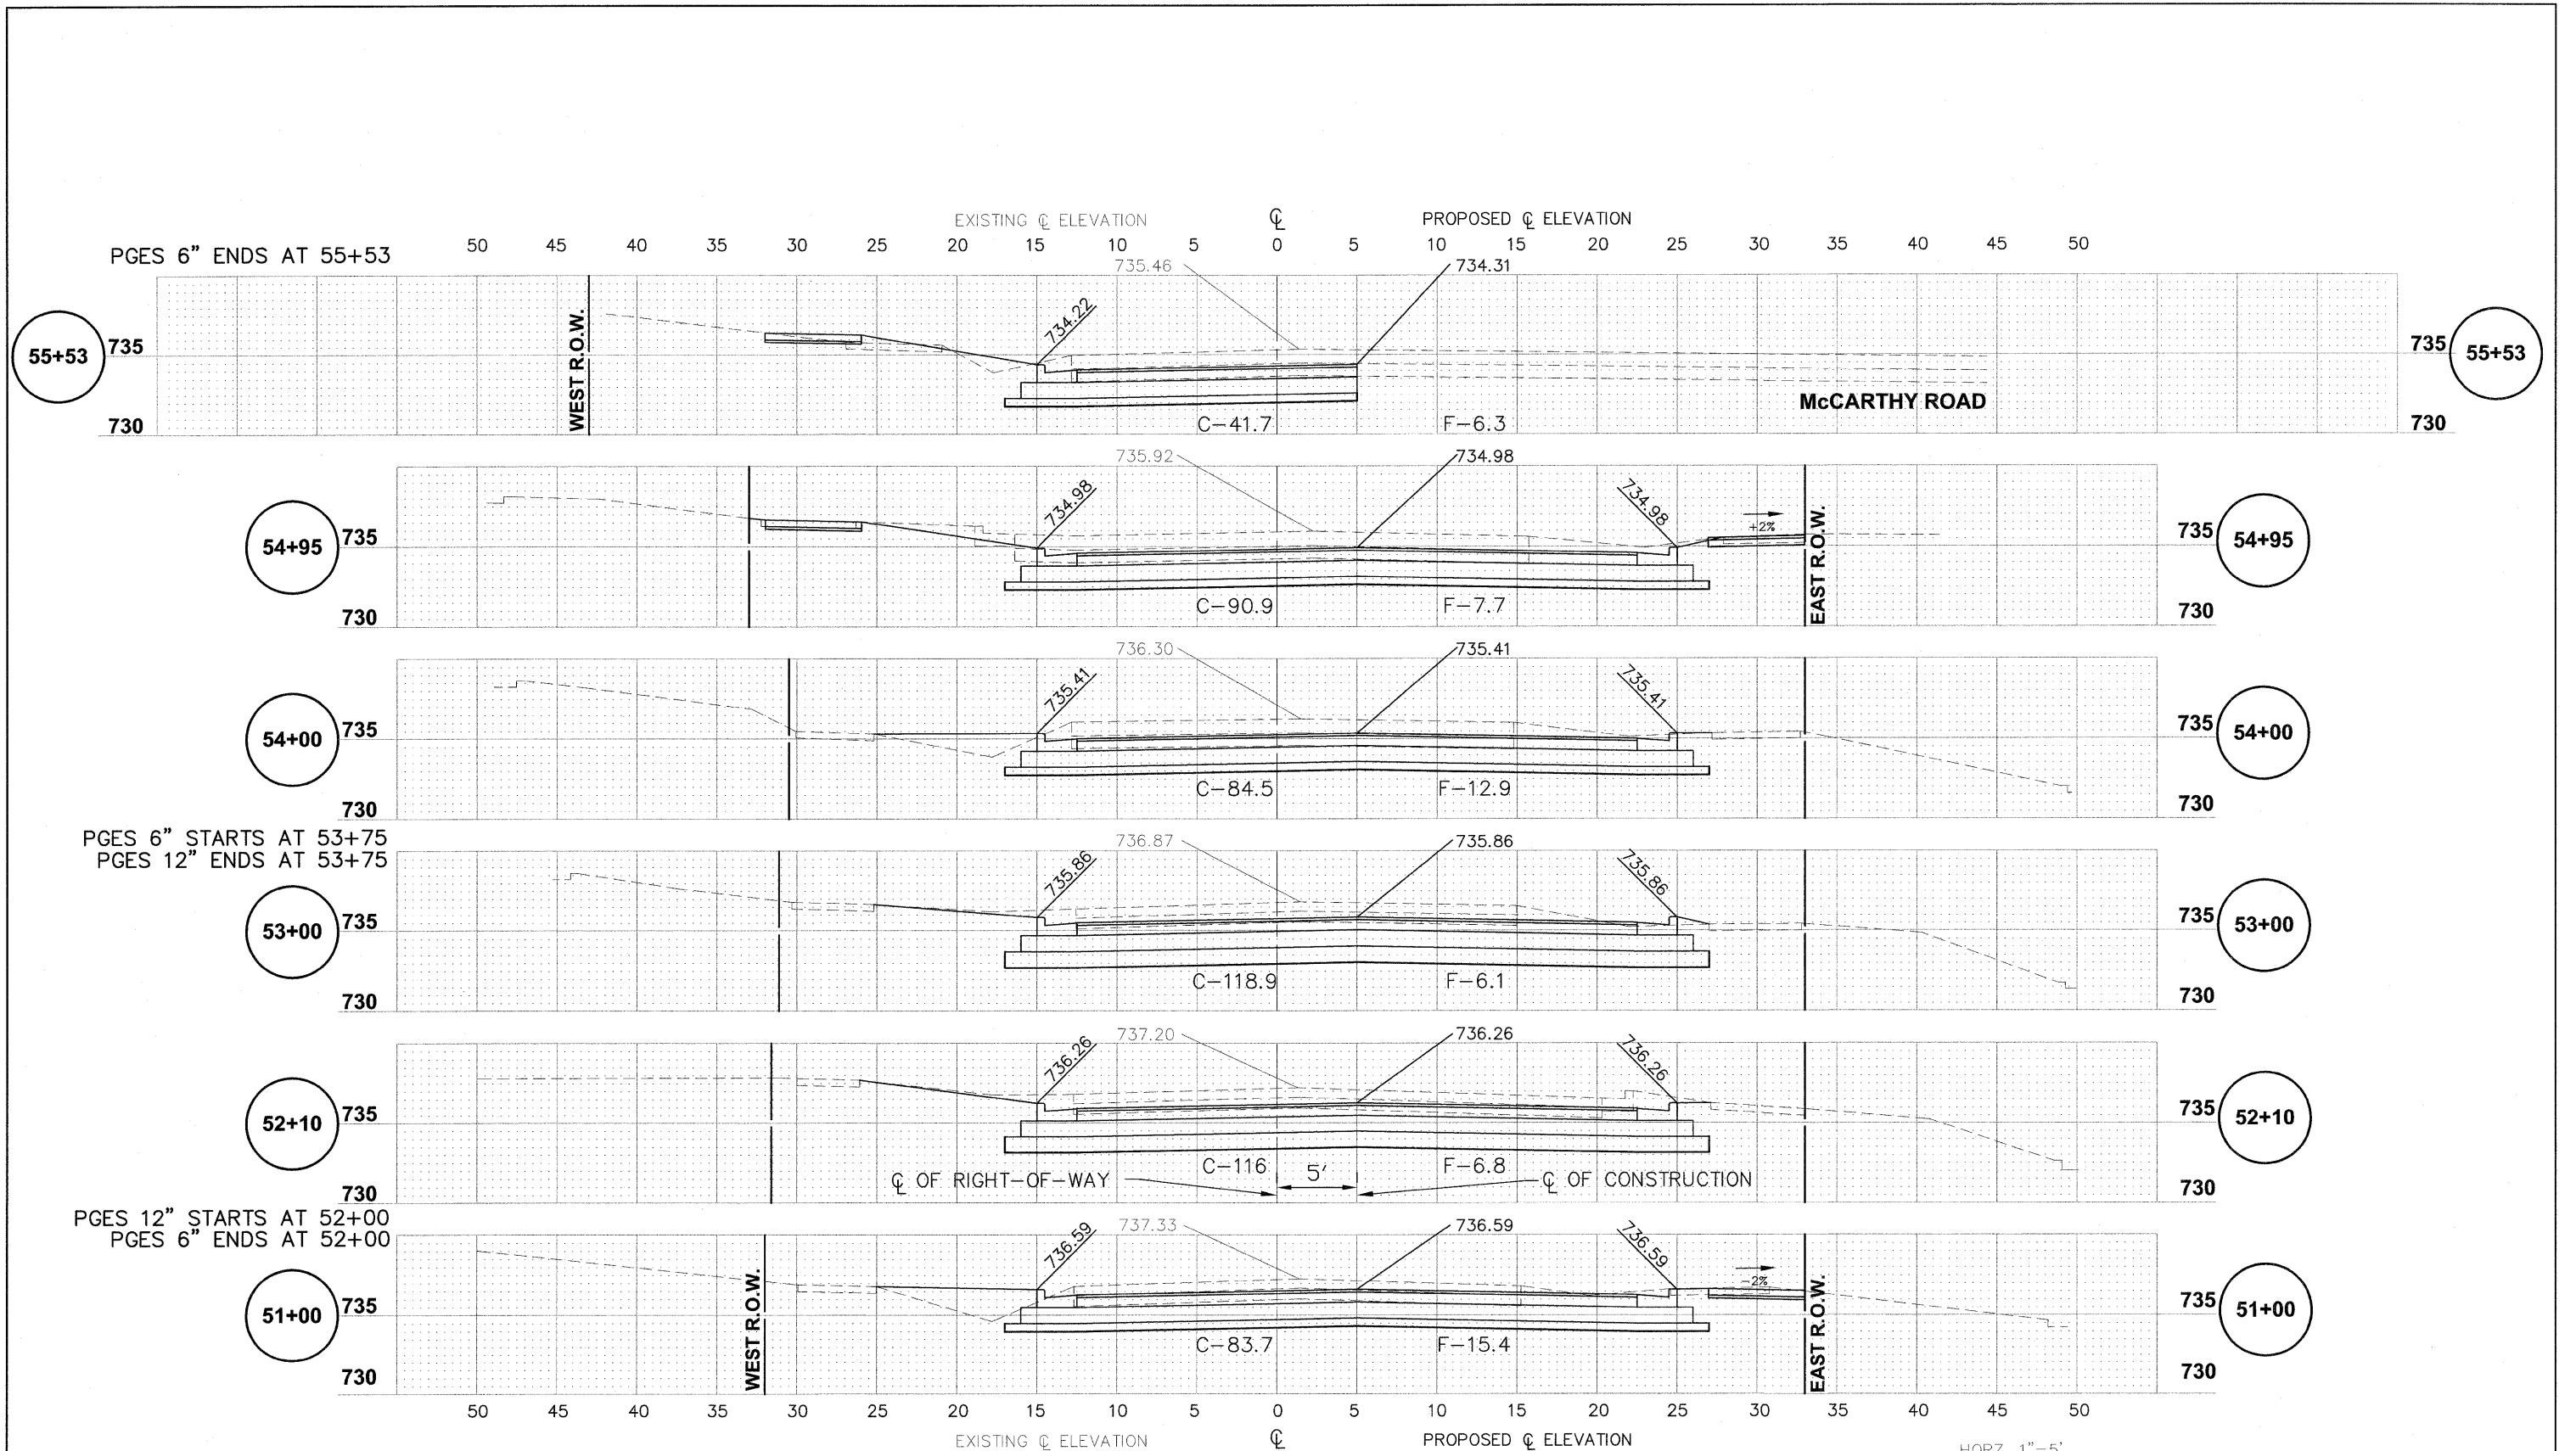 EXISTING ℄ ELEVATION ℄ PROPOSED ℄ ELEVATION
50 45 40 35 30 25 20 15 10 5 0 5 10 15 20 25 30 35 40 45 50
PGES 6" ENDS AT 55+53
735.46 734.31
734.22
WEST R.O.W.
55+53 735 735 55+53
McCARTHY ROAD
730 C-41.7 F-6.3 730
735.92 734.98
734.98 734.98
+2%
EAST R.O.W.
54+95 735 735 54+95
730 C-90.9 F-7.7 730
736.30 735.41
735.41 735.41
54+00 735 735 54+00
730 C-84.5 F-12.9 730
PGES 6" STARTS AT 53+75
PGES 12" ENDS AT 53+75
736.87 735.86
735.86 735.86
53+00 735 735 53+00
730 C-118.9 F-6.1 730
737.20 736.26
736.26 736.26
52+10 735 735 52+10
C-116 5' F-6.8
℄ OF RIGHT-OF-WAY ℄ OF CONSTRUCTION
730 730
PGES 12" STARTS AT 52+00
PGES 6" ENDS AT 52+00
737.33 736.59
736.59 736.59
-2%
WEST R.O.W. EAST R.O.W.
51+00 735 735 51+00
C-83.7 F-15.4
730 730
50 45 40 35 30 25 20 15 10 5 0 5 10 15 20 25 30 35 40 45 50
EXISTING ℄ ELEVATION ℄ PROPOSED ℄ ELEVATION
HORZ. 1"=5'